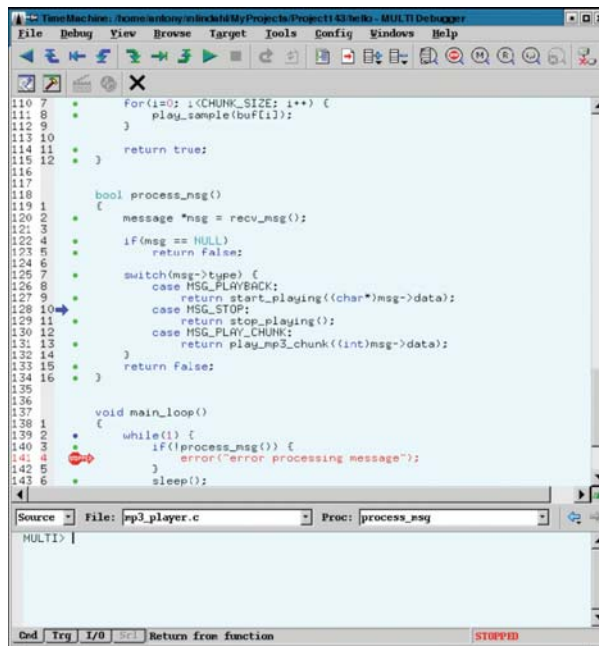 TimeMachine: /home/antony/mlindahl/MyProjects/Project143/hello - MULTI Debugger
File Debug View Browse Target Tools Config Windows Help
110 7 for(i=0; i<CHUNK_SIZE; i++) {
111 8 play_sample(buf[i]);
112 9 }
113 10
114 11 return true;
115 12 }
116
117
118 bool process_msg()
119 1 {
120 2 message *msg = recv_msg();
121 3
122 4 if(msg == NULL)
123 5 return false;
124 6
125 7 switch(msg->type) {
126 8 case MSG_PLAYBACK:
127 9 return start_playing((char*)msg->data);
128 10 case MSG_STOP:
129 11 return stop_playing();
130 12 case MSG_PLAY_CHUNK:
131 13 return play_mp3_chunk((int)msg->data);
132 14 }
133 15 return false;
134 16 }
135
136
137 void main_loop()
138 1 {
139 2 while(1) {
140 3 if(!process_msg()) {
141 4 STOPPED error("error processing message");
142 5 }
143 6 sleep();
Source File: mp3_player.c Proc: process_msg
MULTI>
Cmd Trg I/O Srl Return from function STOPPED